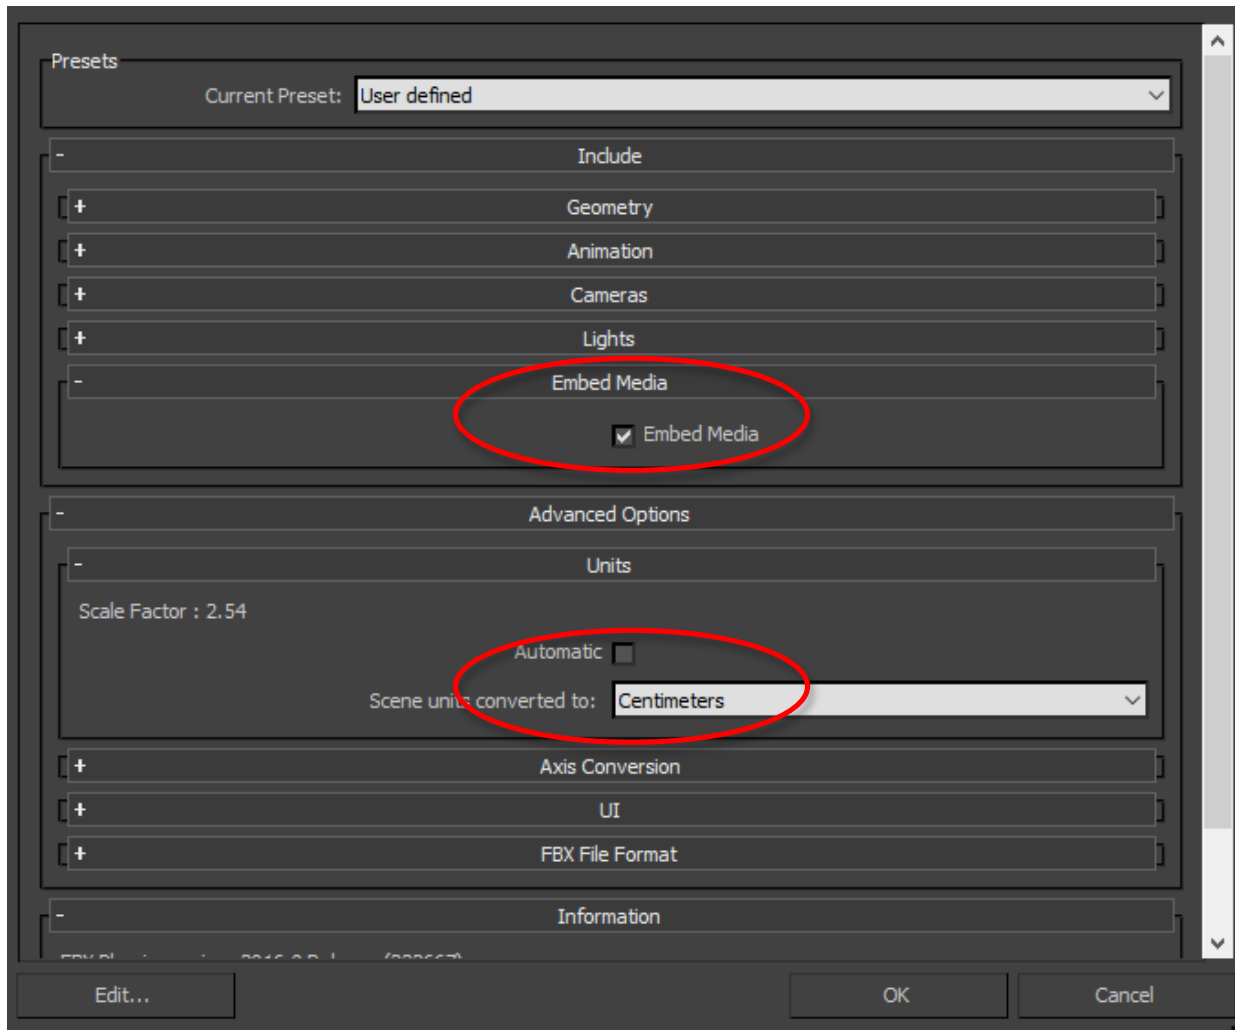 Presets
Current Preset: User defined
- Include
+ Geometry
+ Animation
+ Cameras
+ Lights
- Embed Media
Embed Media
- Advanced Options
- Units
Scale Factor : 2.54
Automatic
Scene units converted to: Centimeters
+ Axis Conversion
+ UI
+ FBX File Format
- Information
Edit... OK Cancel